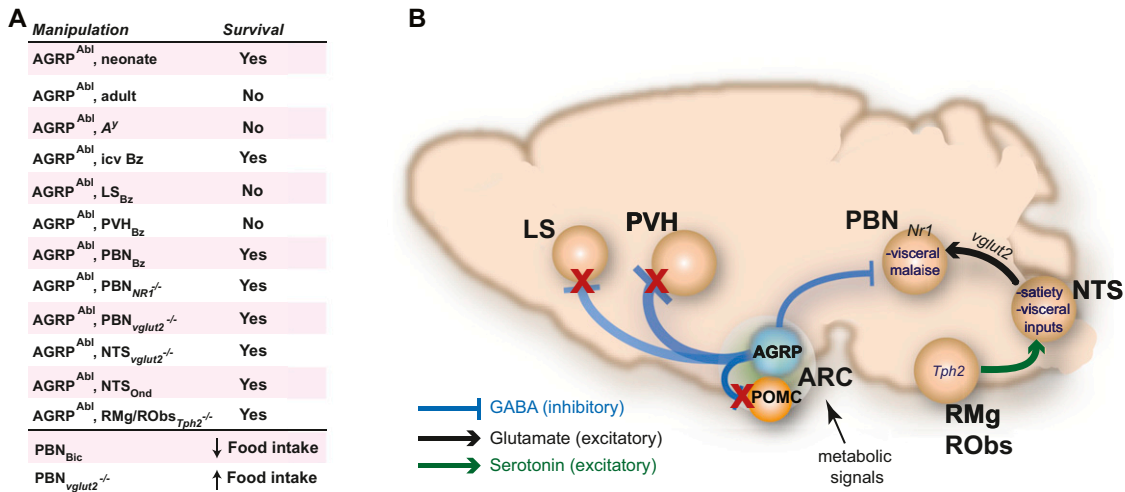 A
Manipulation Survival
AGRP^Abl, neonate Yes
AGRP^Abl, adult No
AGRP^Abl, A^y No
AGRP^Abl, icv Bz Yes
AGRP^Abl, LS_Bz No
AGRP^Abl, PVH_Bz No
AGRP^Abl, PBN_Bz Yes
AGRP^Abl, PBN_NR1^-/- Yes
AGRP^Abl, PBN_vglut2^-/- Yes
AGRP^Abl, NTS_vglut2^-/- Yes
AGRP^Abl, NTS_Ond Yes
AGRP^Abl, RMg/RObs_Tph2^-/- Yes
PBN_Bic ↓ Food intake
PBN_vglut2^-/- ↑ Food intake
B
LS
PVH
X
X
PBN
Nr1
-visceral
malaise
vglut2
NTS
-satiety
-visceral
inputs
AGRP
ARC
X
POMC
Tph2
RMg
RObs
metabolic
signals
GABA (inhibitory)
Glutamate (excitatory)
Serotonin (excitatory)